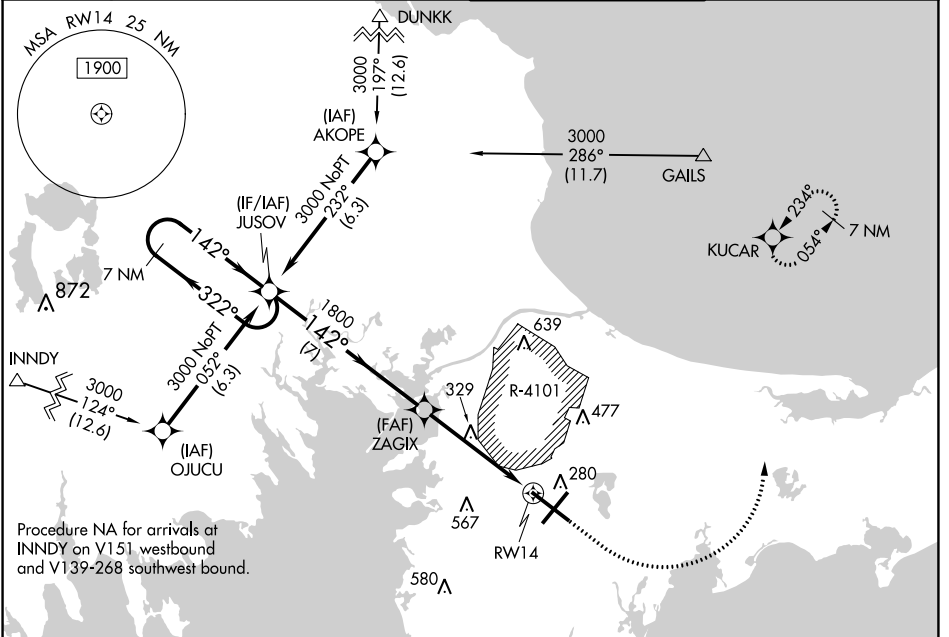 MSA RW14 25 NM
1900
DUNKK
3000
197°
(12.6)
(IAF)
AKOPE
3000
286°
(11.7)
GAILS
3000 NoPT
232°
(6.3)
(IF/IAF)
JUSOV
234°
054°
7 NM
KUCAR
142°
7 NM
322°
872
1800
142°
(7)
639
R-4101
INNDY
3000
124°
(12.6)
3000 NoPT
052°
(6.3)
329
477
(FAF)
ZAGIX
(IAF)
OJUCU
280
567
RW14
Procedure NA for arrivals at
INNDY on V151 westbound
and V139-268 southwest bound.
580